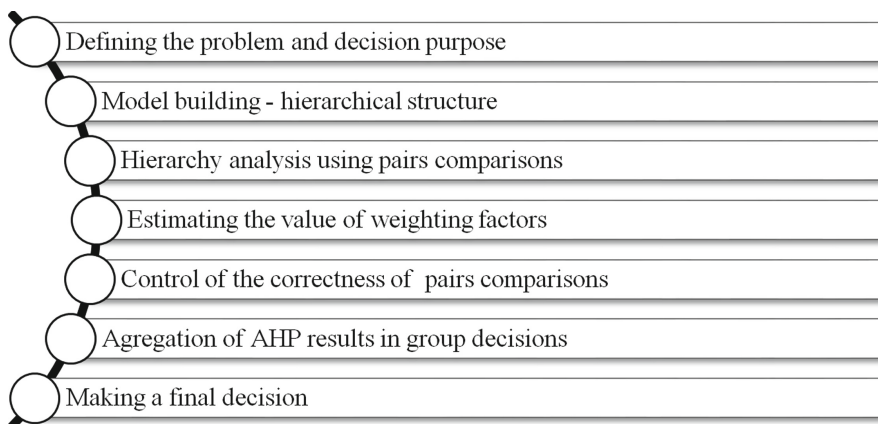 Defining the problem and decision purpose
Model building - hierarchical structure
Hierarchy analysis using pairs comparisons
Estimating the value of weighting factors
Control of the correctness of pairs comparisons
Agregation of AHP results in group decisions
Making a final decision